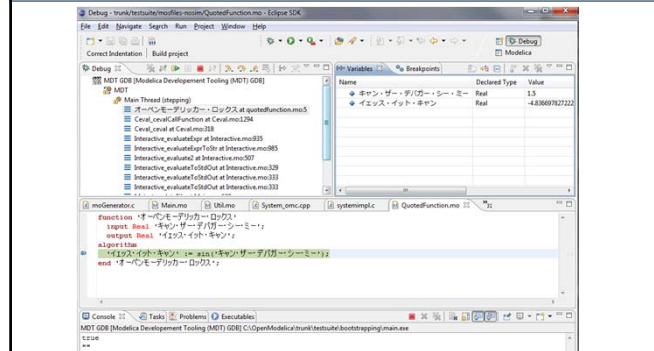 Debug - trunk/testsuite/mosfiles-nosim/QuotedFunction.mo - Eclipse SDK
File Edit Navigate Search Run Project Window Help
Debug
Correct Indentation Build project
Modelica
Debug
Variables Breakpoints
MDT GDB [Modelica Developement Tooling (MDT) GDB]
MDT
Main Thread (stepping)
オーペンモーデリッカー・ロックス at quotedfunction.mo:5
Ceval_cevalCallFunction at Ceval.mo:1294
Ceval_ceval at Ceval.mo:318
Interactive_evaluateExpr at Interactive.mo:935
Interactive_evaluateExprToStr at Interactive.mo:985
Interactive_evaluate2 at Interactive.mo:507
Interactive_evaluateToStdOut at Interactive.mo:329
Interactive_evaluateToStdOut at Interactive.mo:333
Interactive_evaluateToStdOut at Interactive.mo:333
Name Declared Type Value
キャン・ザー・デバガー・シー・ミー Real 1.5
イェッス・イット・キャン Real -4.836697827222
moGenerator.c Main.mo Util.mo System_omc.cpp systemimpl.c QuotedFunction.mo
function 'オーペンモーデリッカー・ロックス'
input Real 'キャン・ザー・デバガー・シー・ミー';
output Real 'イェッス・イット・キャン';
algorithm
'イェッス・イット・キャン' := sin('キャン・ザー・デバガー・シー・ミー');
end 'オーペンモーデリッカー・ロックス';
Console Tasks Problems Executables
MDT GDB [Modelica Developement Tooling (MDT) GDB] C:\OpenModelica\trunk\testsuite\bootstrapping\main.exe
true
""